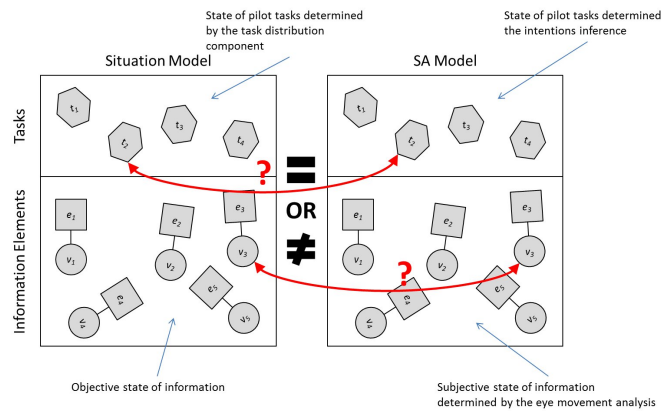 State of pilot tasks determined
by the task distribution
component
State of pilot tasks determined
the intentions inference
Situation Model
SA Model
Tasks
t1
t2
t3
t4
t1
t2
t3
t4
?
=
OR
≠
Information Elements
e1
e2
e3
v1
v2
v3
e4
e5
v4
v5
e1
e2
e3
v1
v2
v3
?
e4
e5
v4
v5
Objective state of information
Subjective state of information
determined by the eye movement analysis